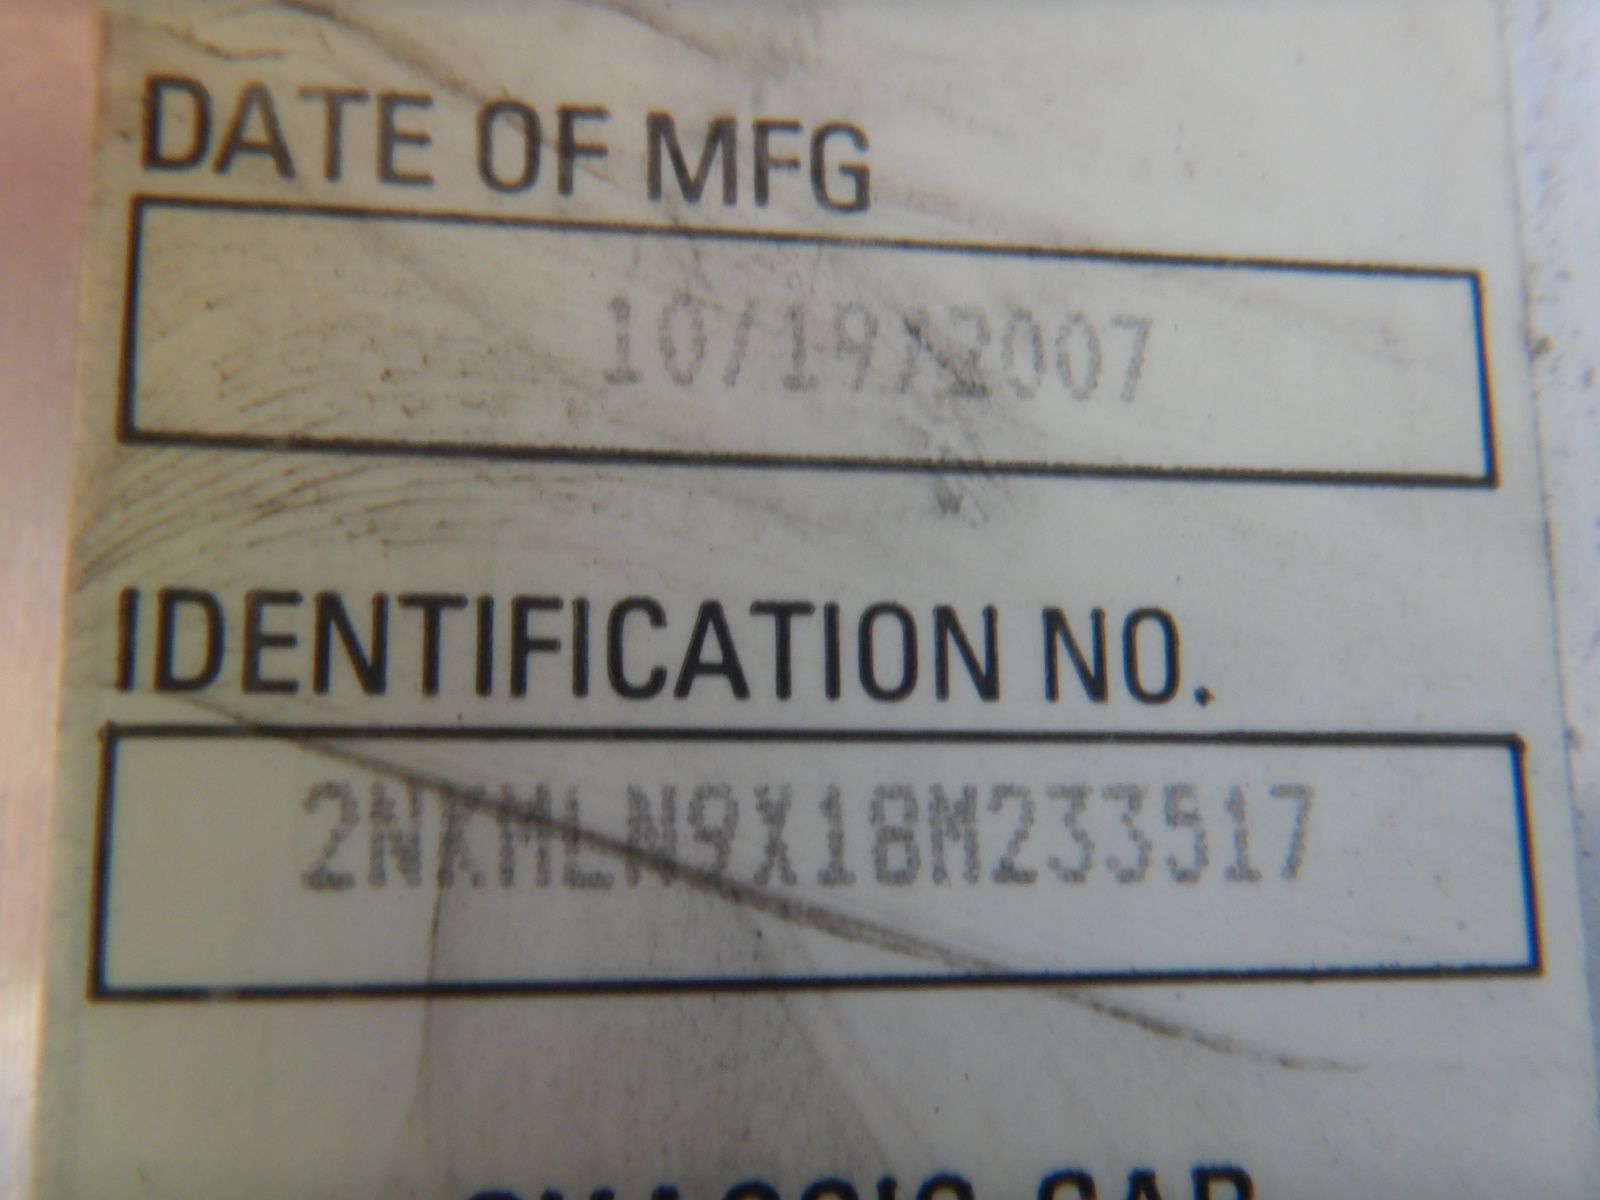 DATE OF MFG
10/19/2007
IDENTIFICATION NO.
2NKMLN9X18M233517